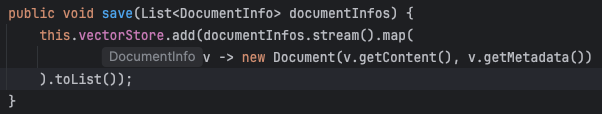 public void save(List<DocumentInfo> documentInfos) {
    this.vectorStore.add(documentInfos.stream().map(
            DocumentInfo v -> new Document(v.getContent(), v.getMetadata())
    ).toList());
}